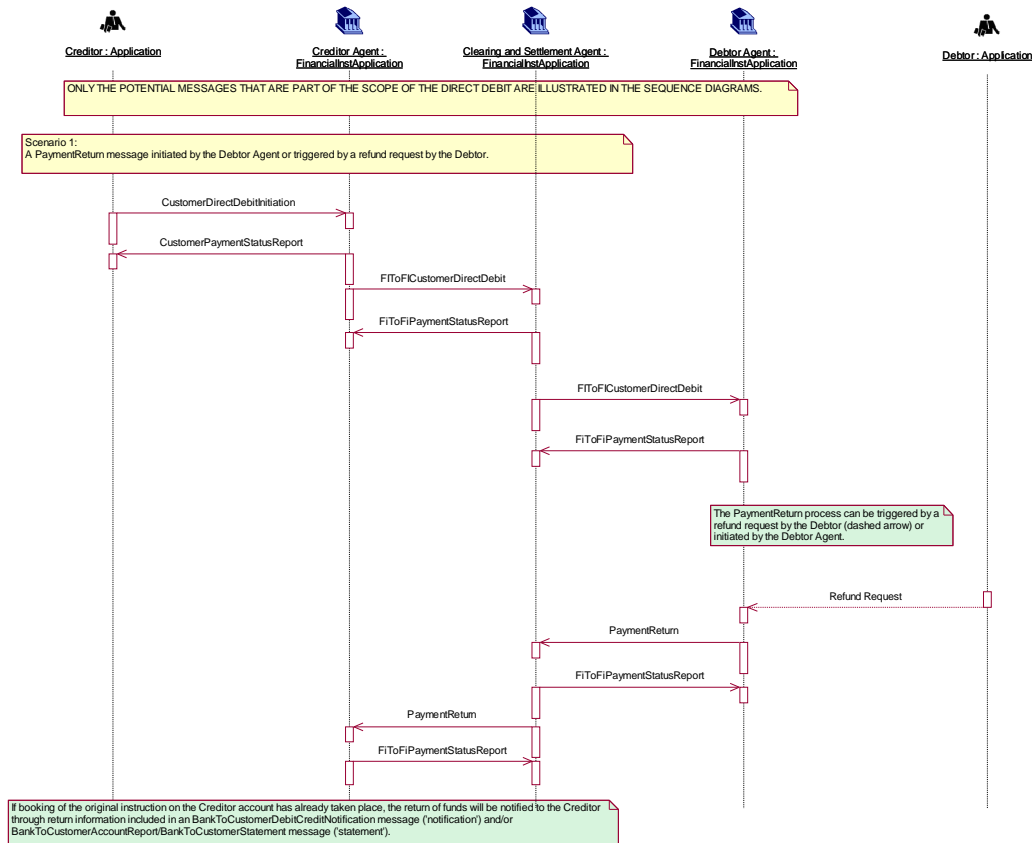 Creditor : Application
Creditor Agent :
FinancialInstApplication
Clearing and Settlement Agent :
FinancialInstApplication
Debtor Agent :
FinancialInstApplication
Debtor : Application
ONLY THE POTENTIAL MESSAGES THAT ARE PART OF THE SCOPE OF THE DIRECT DEBIT ARE ILLUSTRATED IN THE SEQUENCE DIAGRAMS.
Scenario 1:
A PaymentReturn message initiated by the Debtor Agent or triggered by a refund request by the Debtor.
CustomerDirectDebitInitiation
CustomerPaymentStatusReport
FIToFICustomerDirectDebit
FiToFiPaymentStatusReport
FIToFICustomerDirectDebit
FiToFiPaymentStatusReport
The PaymentReturn process can be triggered by a
refund request by the Debtor (dashed arrow) or
initiated by the Debtor Agent.
Refund Request
PaymentReturn
FiToFiPaymentStatusReport
PaymentReturn
FiToFiPaymentStatusReport
If booking of the original instruction on the Creditor account has already taken place, the return of funds will be notified to the Creditor
through return information included in an BankToCustomerDebitCreditNotification message ('notification') and/or
BankToCustomerAccountReport/BankToCustomerStatement message ('statement').